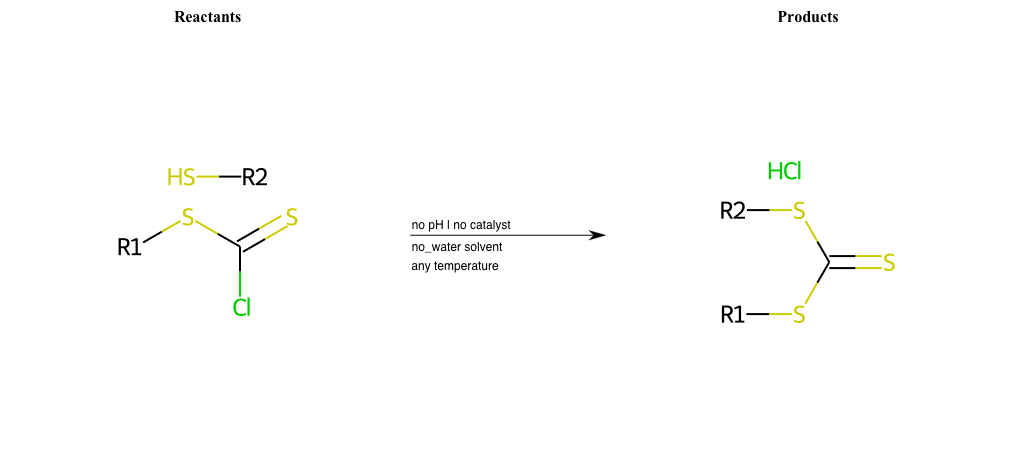 Reactants
Products
HS R2
S S
R1
Cl
no pH | no catalyst
no_water solvent
any temperature
HCl
R2 S
S
R1 S